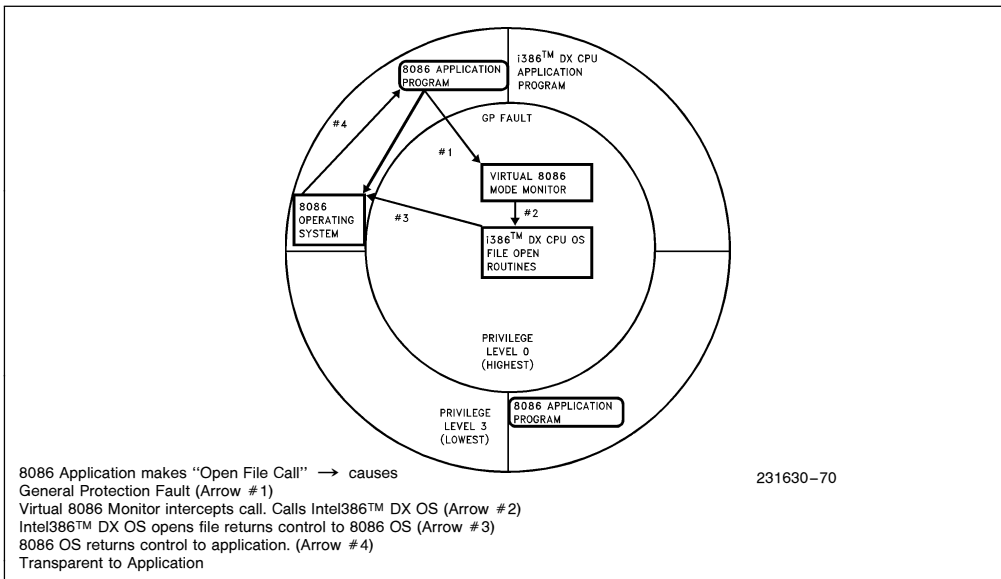 8086 APPLICATION
PROGRAM
i386™ DX CPU
APPLICATION
PROGRAM
GP FAULT
#4
#1
VIRTUAL 8086
MODE MONITOR
8086
OPERATING
SYSTEM
#3
#2
i386™ DX CPU OS
FILE OPEN
ROUTINES
PRIVILEGE
LEVEL 0
(HIGHEST)
PRIVILEGE
LEVEL 3
(LOWEST)
8086 APPLICATION
PROGRAM
8086 Application makes ‘‘Open File Call’’ → causes
General Protection Fault (Arrow #1)
Virtual 8086 Monitor intercepts call. Calls Intel386™ DX OS (Arrow #2)
Intel386™ DX OS opens file returns control to 8086 OS (Arrow #3)
8086 OS returns control to application. (Arrow #4)
Transparent to Application
231630–70